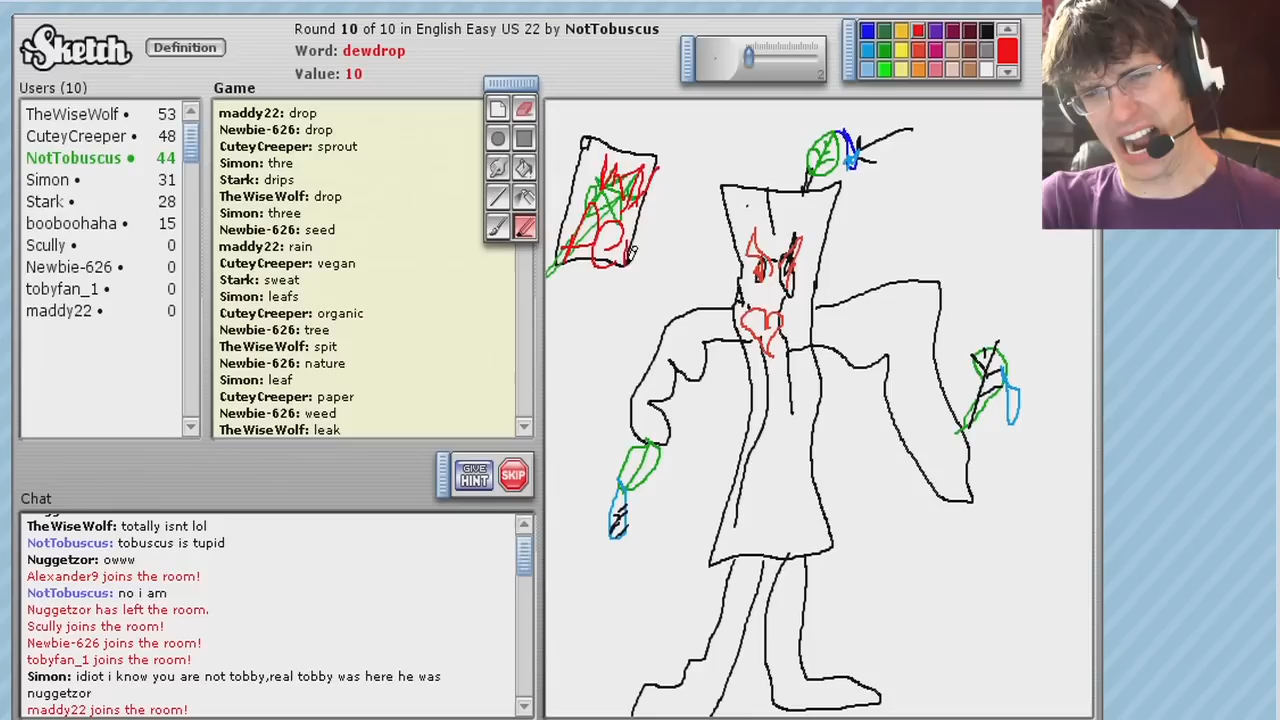 iSketch
Definition
Round 10 of 10 in English Easy US 22 by NotTobuscus
Word: dewdrop
Value: 10
2
Users (10)
TheWiseWolf • 53
CuteyCreeper • 48
NotTobuscus • 44
Simon • 31
Stark • 28
booboohaha • 15
Scully • 0
Newbie-626 • 0
tobyfan_1 • 0
maddy22 • 0
Game
maddy22: drop
Newbie-626: drop
CuteyCreeper: sprout
Simon: thre
Stark: drips
TheWiseWolf: drop
Simon: three
Newbie-626: seed
maddy22: rain
CuteyCreeper: vegan
Stark: sweat
Simon: leafs
CuteyCreeper: organic
Newbie-626: tree
TheWiseWolf: spit
Newbie-626: nature
Simon: leaf
CuteyCreeper: paper
Newbie-626: weed
TheWiseWolf: leak
GIVE HINT
SKIP
Chat
TheWiseWolf: totally isnt lol
NotTobuscus: tobuscus is tupid
Nuggetzor: owww
Alexander9 joins the room!
NotTobuscus: no i am
Nuggetzor has left the room.
Scully joins the room!
Newbie-626 joins the room!
tobyfan_1 joins the room!
Simon: idiot i know you are not tobby,real tobby was here he was
nuggetzor
maddy22 joins the room!